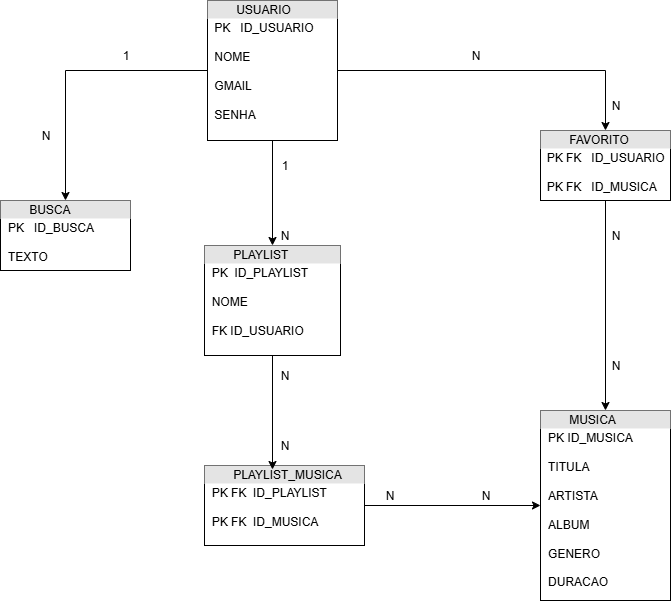 USUARIO
PK ID_USUARIO
NOME
GMAIL
SENHA
1
N
N
N
BUSCA
PK ID_BUSCA
TEXTO
1
N
FAVORITO
PK FK ID_USUARIO
PK FK ID_MUSICA
PLAYLIST
PK ID_PLAYLIST
NOME
FK ID_USUARIO
N
N
N
N
PLAYLIST_MUSICA
PK FK ID_PLAYLIST
PK FK ID_MUSICA
N
N
MUSICA
PK ID_MUSICA
TITULA
ARTISTA
ALBUM
GENERO
DURACAO